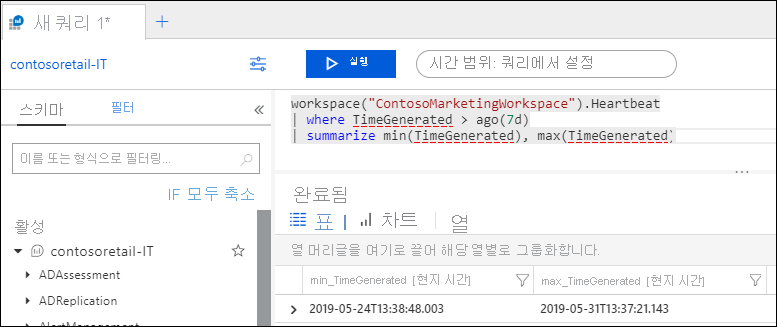 새 쿼리 1*
contosoretail-IT
실행
시간 범위: 쿼리에서 설정
스키마
필터
workspace("ContosoMarketingWorkspace").Heartbeat
| where TimeGenerated > ago(7d)
| summarize min(TimeGenerated), max(TimeGenerated)
이름 또는 형식으로 필터링...
IF 모두 축소
활성
contosoretail-IT
ADAssessment
ADReplication
AlertManagement
완료됨
표
차트
열
열 머리글을 여기로 끌어 해당 열별로 그룹화합니다.
min_TimeGenerated [현지 시간]
max_TimeGenerated [현지 시간]
2019-05-24T13:38:48.003
2019-05-31T13:37:21.143